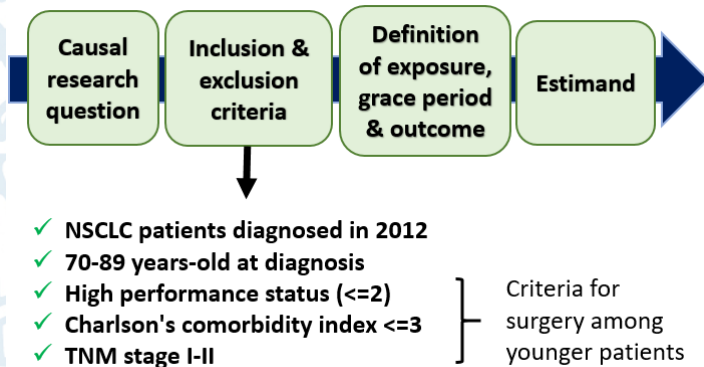 Causal
research
question
Inclusion &
exclusion
criteria
Definition
of exposure,
grace period
& outcome
Estimand
✓ NSCLC patients diagnosed in 2012
✓ 70-89 years-old at diagnosis
✓ High performance status (<=2)
✓ Charlson's comorbidity index <=3
✓ TNM stage I-II
Criteria for
surgery among
younger patients